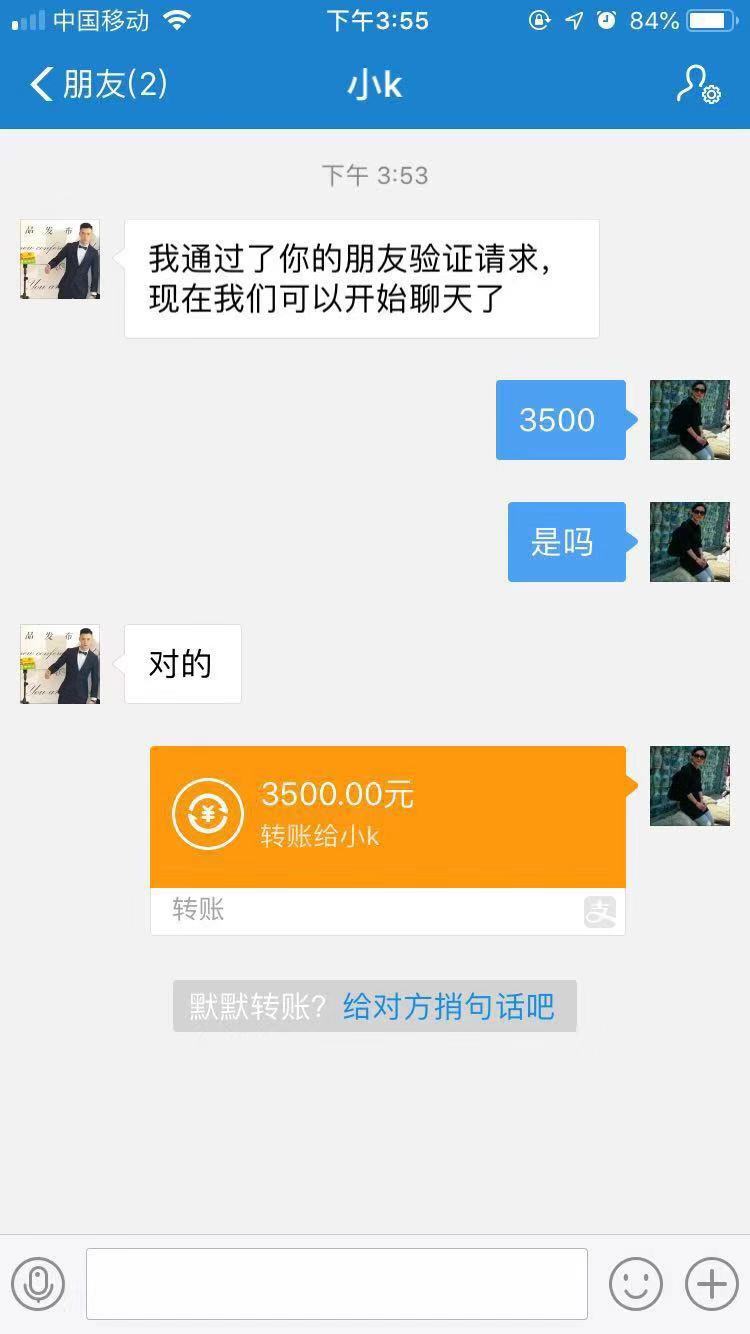 中国移动 下午3:55 84%
朋友(2) 小k
下午 3:53
我通过了你的朋友验证请求，
现在我们可以开始聊天了
3500
是吗
对的
3500.00元
转账给小k
转账 支
默默转账？给对方捎句话吧